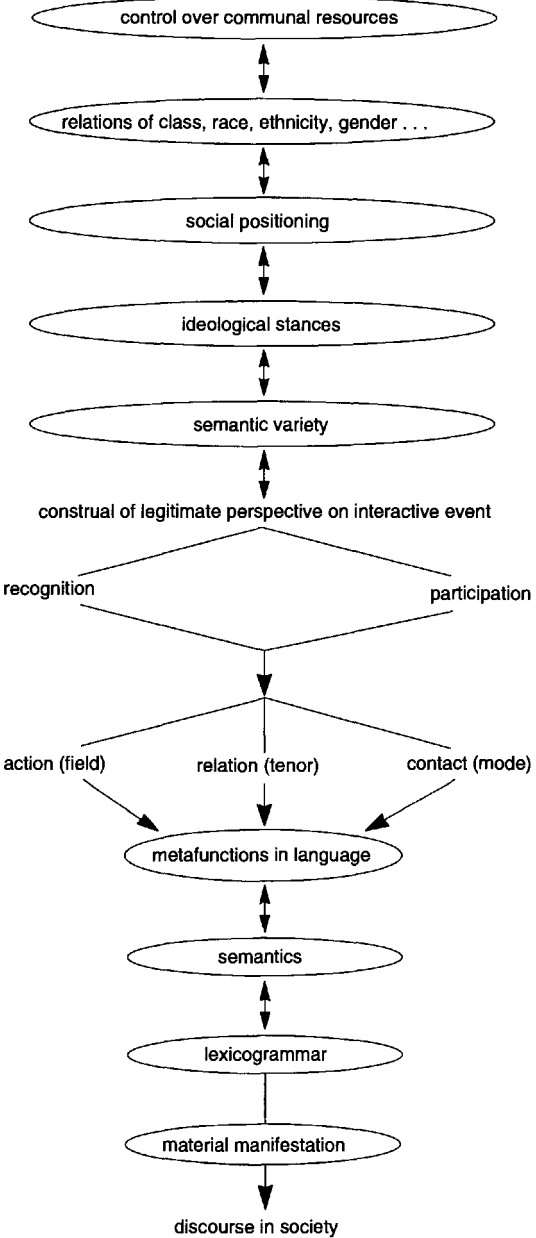 control over communal resources
relations of class, race, ethnicity, gender . . .
social positioning
ideological stances
semantic variety
construal of legitimate perspective on interactive event
recognition
participation
action (field)
relation (tenor)
contact (mode)
metafunctions in language
semantics
lexicogrammar
material manifestation
discourse in society